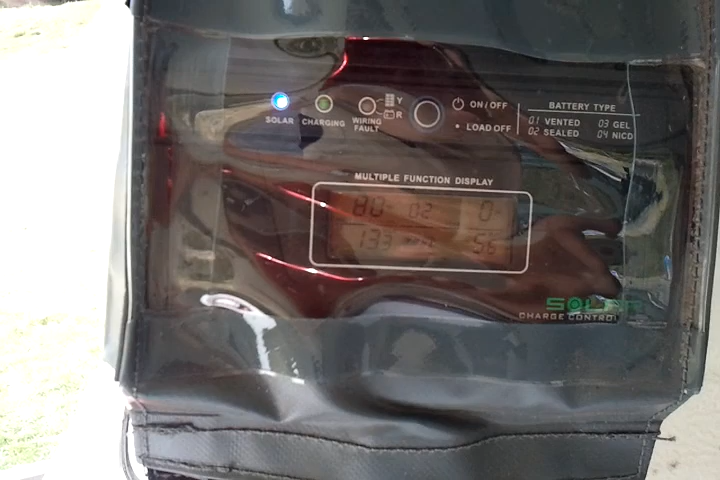 Y
R
SOLAR CHARGING WIRING FAULT
ON/OFF
LOAD OFF
BATTERY TYPE
01 VENTED 03 GEL
02 SEALED 04 NICD
MULTIPLE FUNCTION DISPLAY
80 02 0
133 56
SOLAR
CHARGE CONTROL